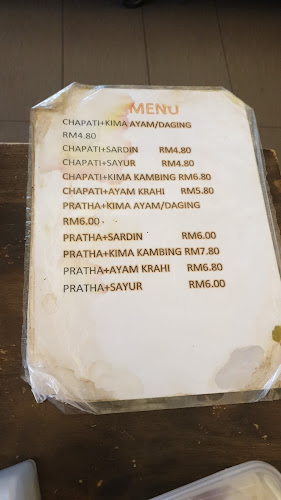 MENU
CHAPATI+KIMA AYAM/DAGING
RM4.80
CHAPATI+SARDIN RM4.80
CHAPATI+SAYUR RM4.80
CHAPATI+KIMA KAMBING RM6.80
CHAPATI+AYAM KRAHI RM5.80
PRATHA+KIMA AYAM/DAGING
RM6.00
PRATHA+SARDIN RM6.00
PRATHA+KIMA KAMBING RM7.80
PRATHA+AYAM KRAHI RM6.80
PRATHA+SAYUR RM6.00